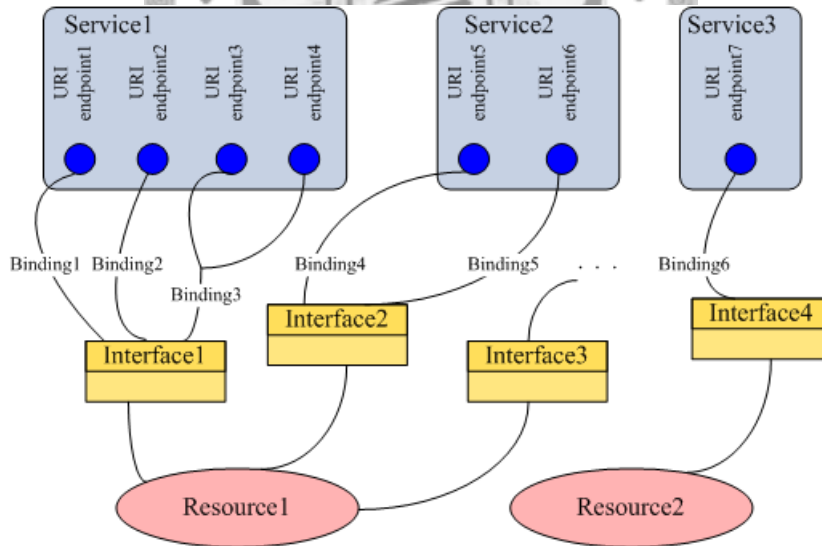 Service1
Service2
Service3
URI
endpoint1
URI
endpoint2
URI
endpoint3
URI
endpoint4
URI
endpoint5
URI
endpoint6
URI
endpoint7
Binding1
Binding2
Binding3
Binding4
Binding5
. . .
Binding6
Interface1
Interface2
Interface3
Interface4
Resource1
Resource2